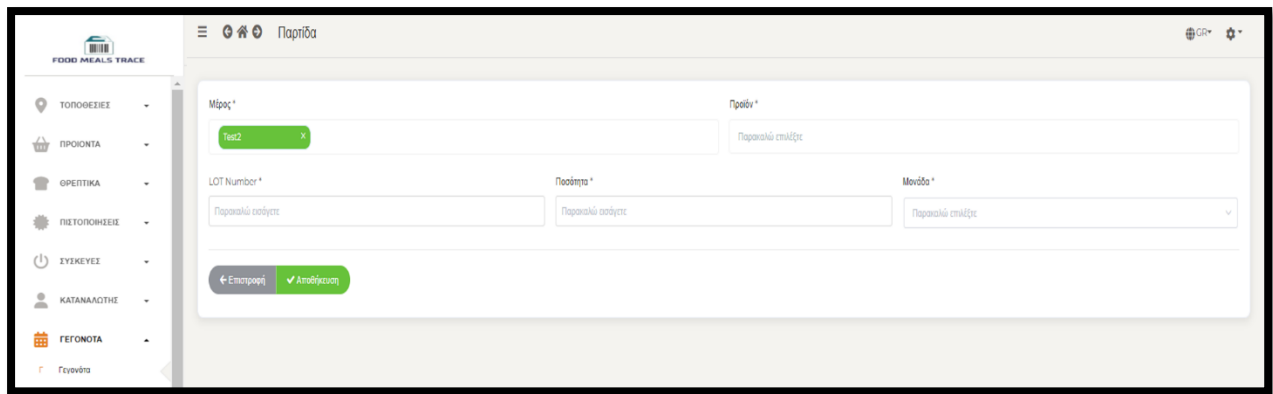 FOOD MEALS TRACE
Παρτίδα
GR
ΤΟΠΟΘΕΣΙΕΣ
ΠΡΟΙΟΝΤΑ
ΘΡΕΠΤΙΚΑ
ΠΙΣΤΟΠΟΙΗΣΕΙΣ
ΣΥΣΚΕΥΕΣ
ΚΑΤΑΝΑΛΩΤΗΣ
ΓΕΓΟΝΟΤΑ
Γ Γεγονότα
Μέρος * Προϊόν *
Test2 x Παρακαλώ επιλέξτε
LOT Number * Ποσότητα * Μονάδα *
Παρακαλώ εισάγετε Παρακαλώ εισάγετε Παρακαλώ επιλέξτε
Επιστροφή Αποθήκευση